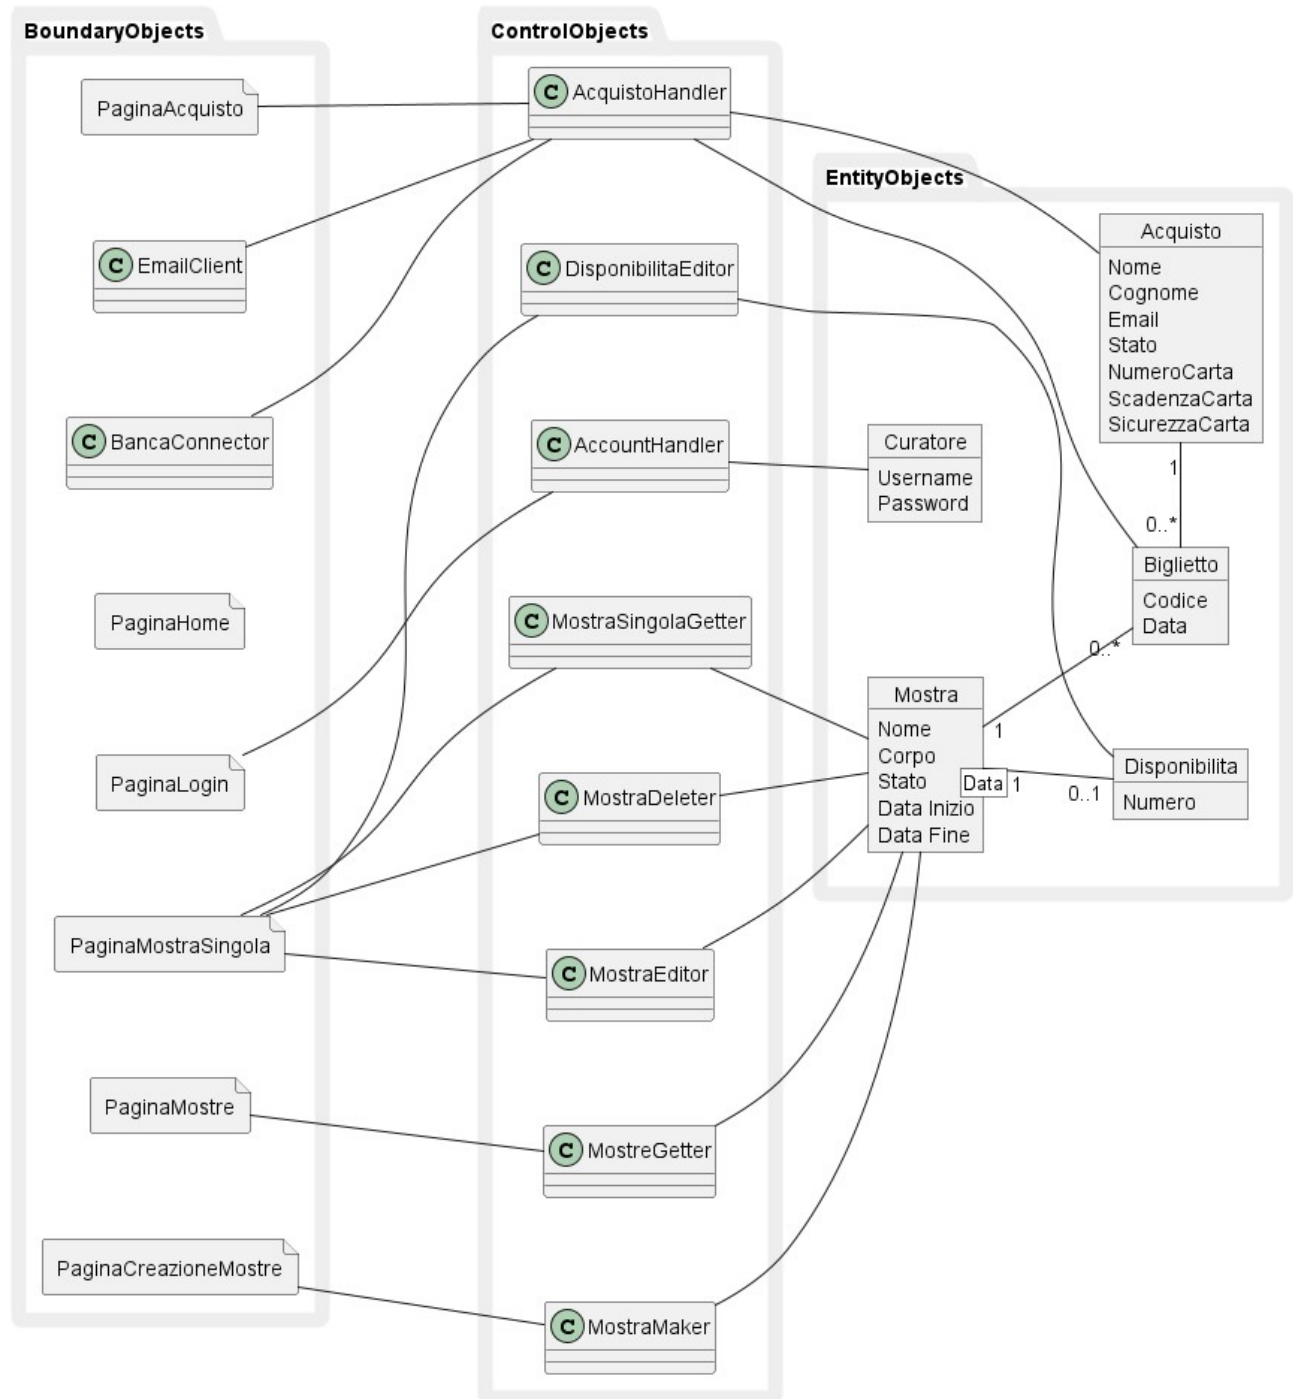 BoundaryObjects
PaginaAcquisto
C EmailClient
C BancaConnector
PaginaHome
PaginaLogin
PaginaMostraSingola
PaginaMostre
PaginaCreazioneMostre
ControlObjects
C AcquistoHandler
C DisponibilitaEditor
C AccountHandler
C MostraSingolaGetter
C MostraDeleter
C MostraEditor
C MostreGetter
C MostraMaker
EntityObjects
Acquisto
Nome
Cognome
Email
Stato
NumeroCarta
ScadenzaCarta
SicurezzaCarta
1
0..*
Curatore
Username
Password
Biglietto
Codice
Data
0..*
1
Mostra
Nome
Corpo
Stato
Data Inizio
Data Fine
Data 1
0..1
Disponibilita
Numero